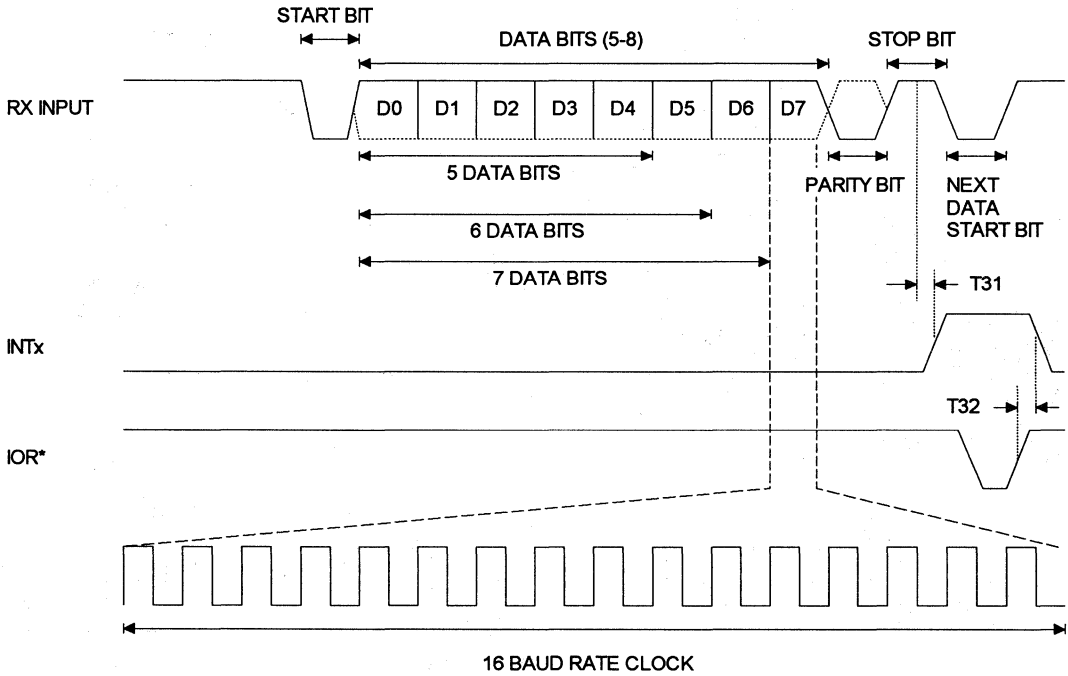 START BIT
DATA BITS (5-8)
STOP BIT
RX INPUT
D0 D1 D2 D3 D4 D5 D6 D7
5 DATA BITS
PARITY BIT
NEXT
DATA
START BIT
6 DATA BITS
7 DATA BITS
T31
INTx
T32
IOR*
16 BAUD RATE CLOCK